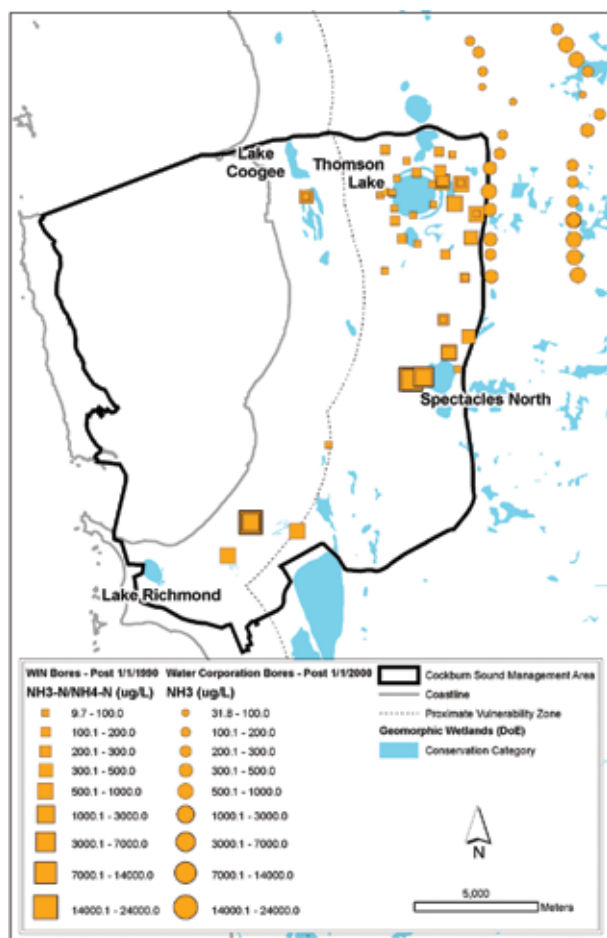 Lake
Coogee
Thomson
Lake
Spectacles North
Lake Richmond
WIN Bores - Post 1/1/1990 Water Corporation Bores - Post 1/1/2000
NH3-N/NH4-N (ug/L) NH3 (ug/L)
9.7 - 100.0 31.8 - 100.0
100.1 - 200.0 100.1 - 200.0
200.1 - 300.0 200.1 - 300.0
300.1 - 500.0 300.1 - 500.0
500.1 - 1000.0 500.1 - 1000.0
1000.1 - 3000.0 1000.1 - 3000.0
3000.1 - 7000.0 3000.1 - 7000.0
7000.1 - 14000.0 7000.1 - 14000.0
14000.1 - 24000.0 14000.1 - 24000.0
Cockburn Sound Management Area
Coastline
Proximate Vulnerability Zone
Geomorphic Wetlands (DoE)
Conservation Category
N
5,000
Meters